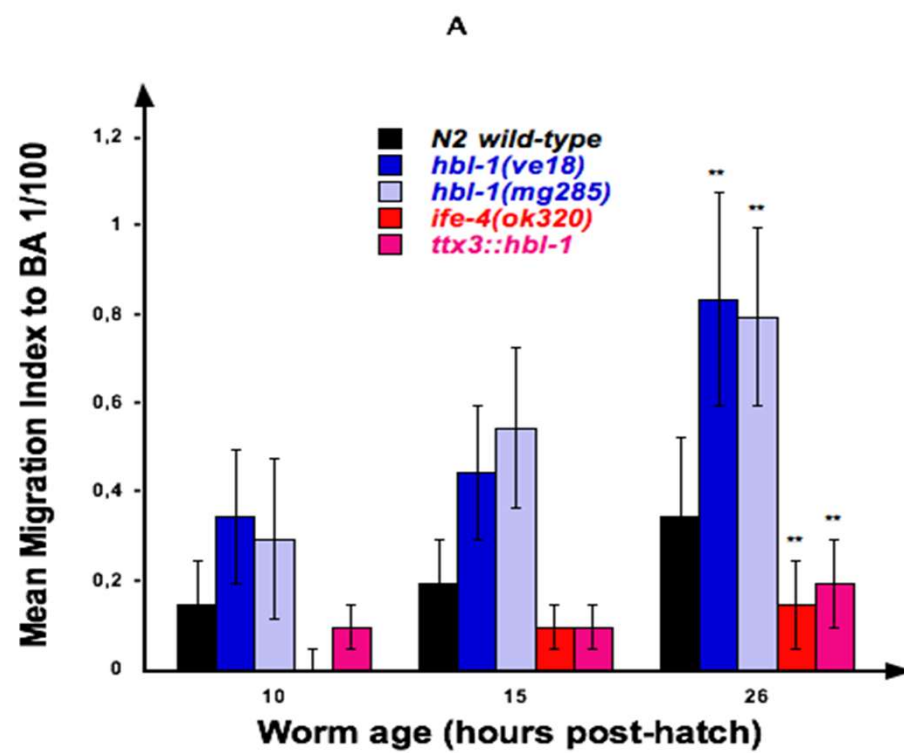 A
Mean Migration Index to BA 1/100
1,2
1
0,8
0,6
0,4
0,2
0
N2 wild-type
hbl-1(ve18)
hbl-1(mg285)
ife-4(ok320)
ttx3::hbl-1
**
**
**
**
10 15 26
Worm age (hours post-hatch)